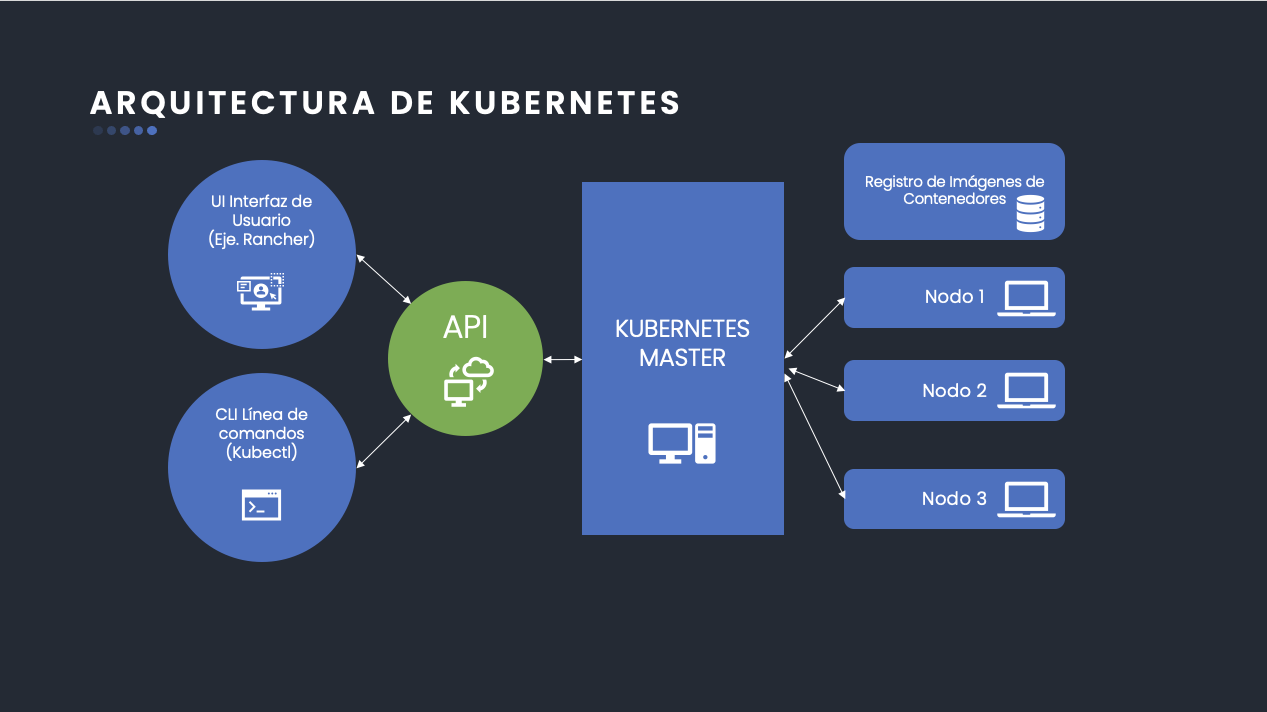 ARQUITECTURA DE KUBERNETES
UI Interfaz de
Usuario
(Eje. Rancher)
CLI Línea de
comandos
(Kubectl)
API
KUBERNETES
MASTER
Registro de Imágenes de
Contenedores
Nodo 1
Nodo 2
Nodo 3